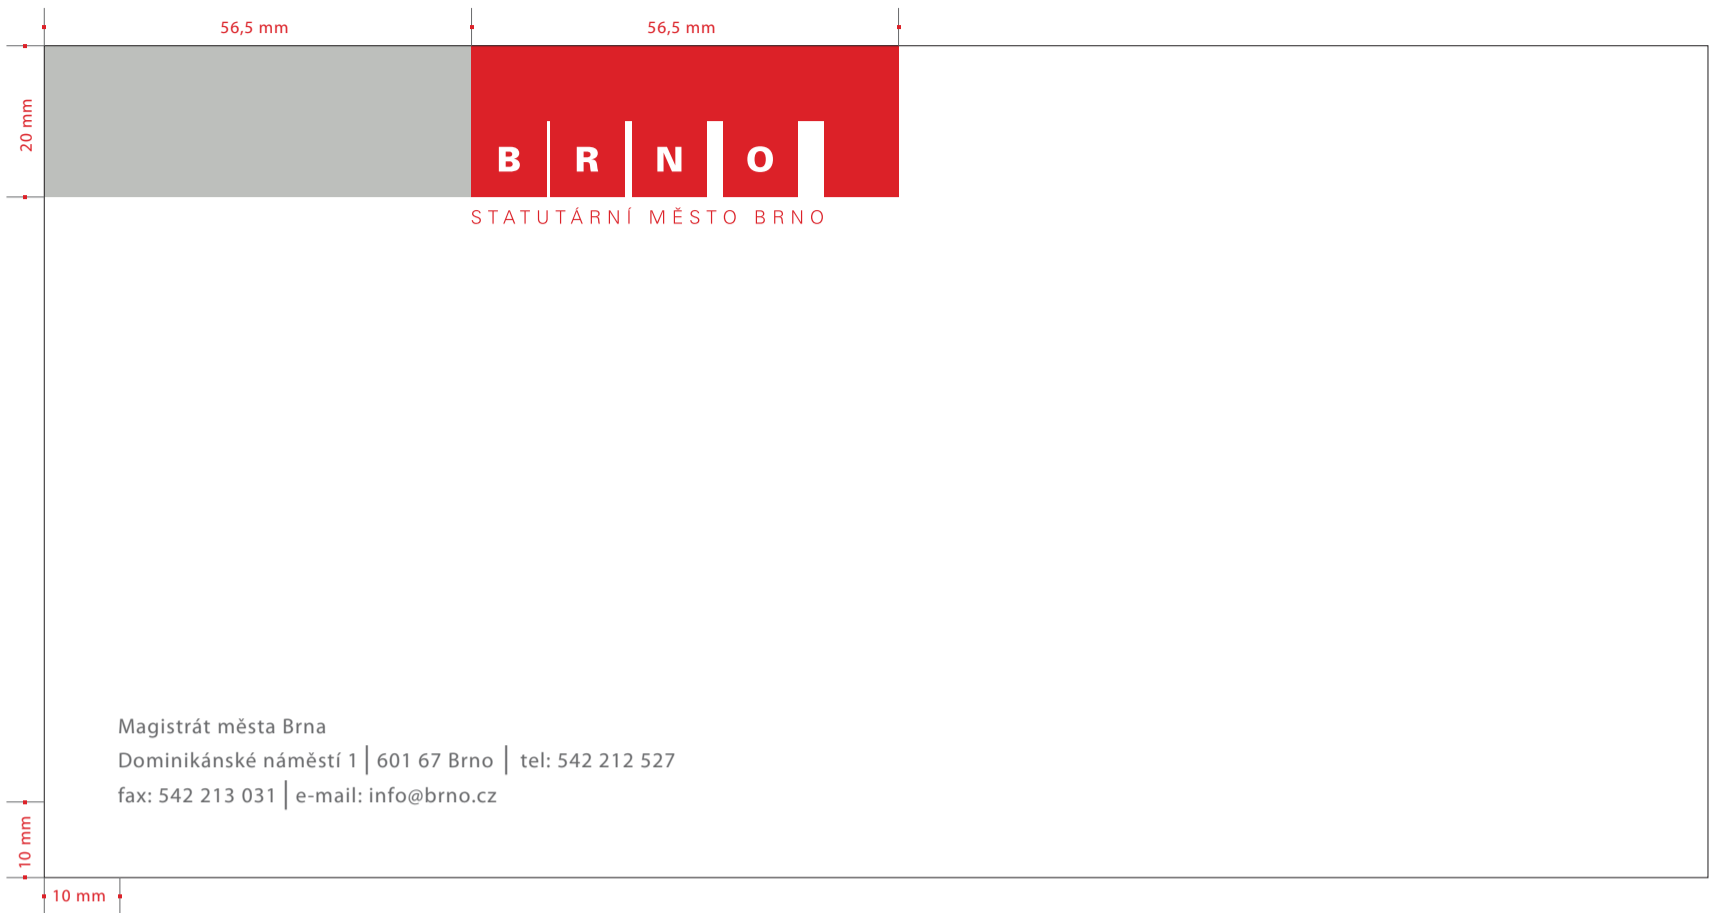 56,5 mm
56,5 mm
20 mm
B R N O
STATUTÁRNÍ MĚSTO BRNO
Magistrát města Brna
Dominikánské náměstí 1 | 601 67 Brno | tel: 542 212 527
fax: 542 213 031 | e-mail: info@brno.cz
10 mm
10 mm